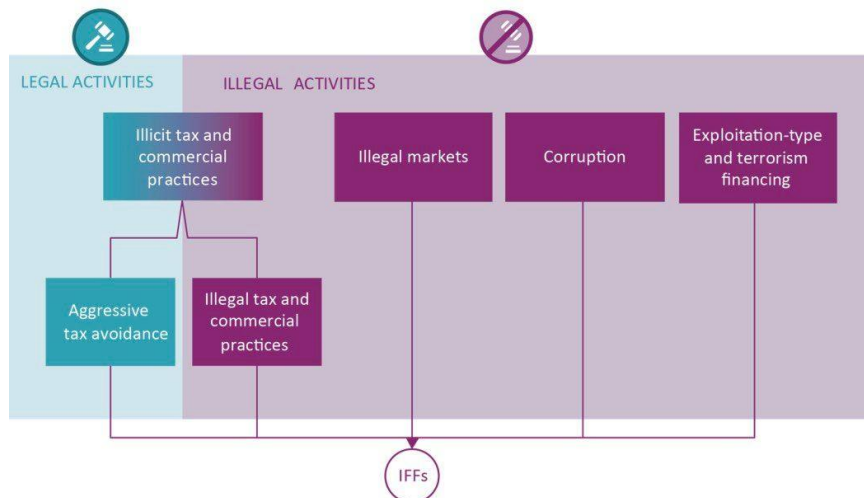 LEGAL ACTIVITIES
ILLEGAL ACTIVITIES
Illicit tax and
commercial
practices
Illegal markets
Corruption
Exploitation-type
and terrorism
financing
Aggressive
tax avoidance
Illegal tax and
commercial
practices
IFFs